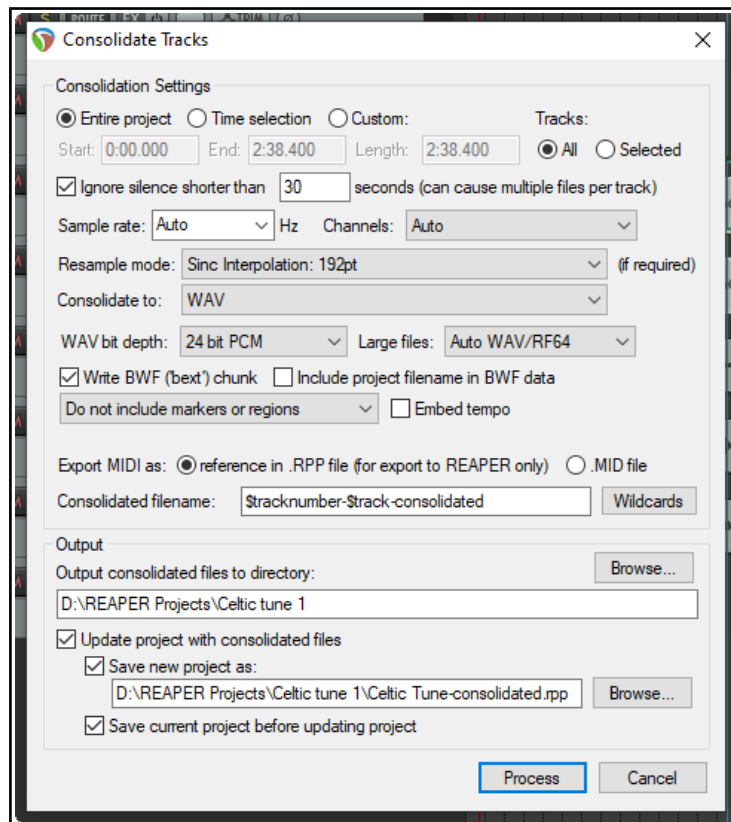 ROUTE FX TRIM
Consolidate Tracks
Consolidation Settings
Entire project Time selection Custom: Tracks:
Start: 0:00.000 End: 2:38.400 Length: 2:38.400 All Selected
Ignore silence shorter than 30 seconds (can cause multiple files per track)
Sample rate: Auto Hz Channels: Auto
Resample mode: Sinc Interpolation: 192pt (if required)
Consolidate to: WAV
WAV bit depth: 24 bit PCM Large files: Auto WAV/RF64
Write BWF ('bext') chunk Include project filename in BWF data
Do not include markers or regions Embed tempo
Export MIDI as: reference in .RPP file (for export to REAPER only) .MID file
Consolidated filename: $tracknumber-$track-consolidated Wildcards
Output
Output consolidated files to directory: Browse...
D:\REAPER Projects\Celtic tune 1
Update project with consolidated files
Save new project as:
D:\REAPER Projects\Celtic tune 1\Celtic Tune-consolidated.rpp Browse...
Save current project before updating project
Process Cancel